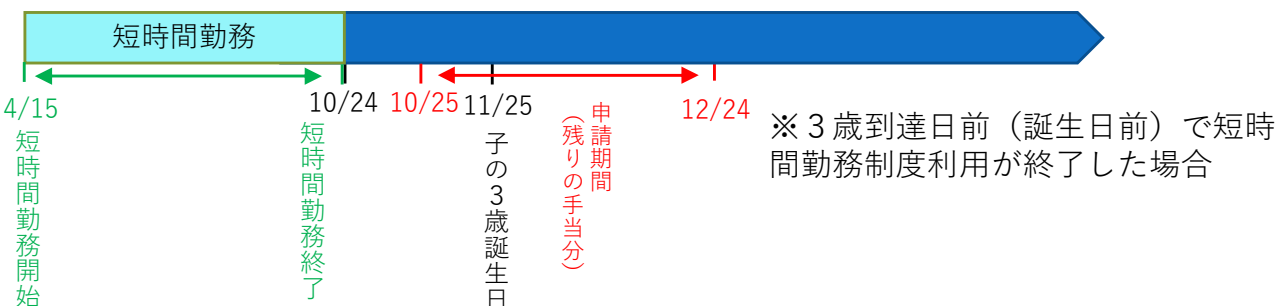 短時間勤務
4/15
短時間勤務開始
10/24
短時間勤務終了
10/25
11/25
子の３歳誕生日
申請期間
（残りの手当分）
12/24
※３歳到達日前（誕生日前）で短時
間勤務制度利用が終了した場合